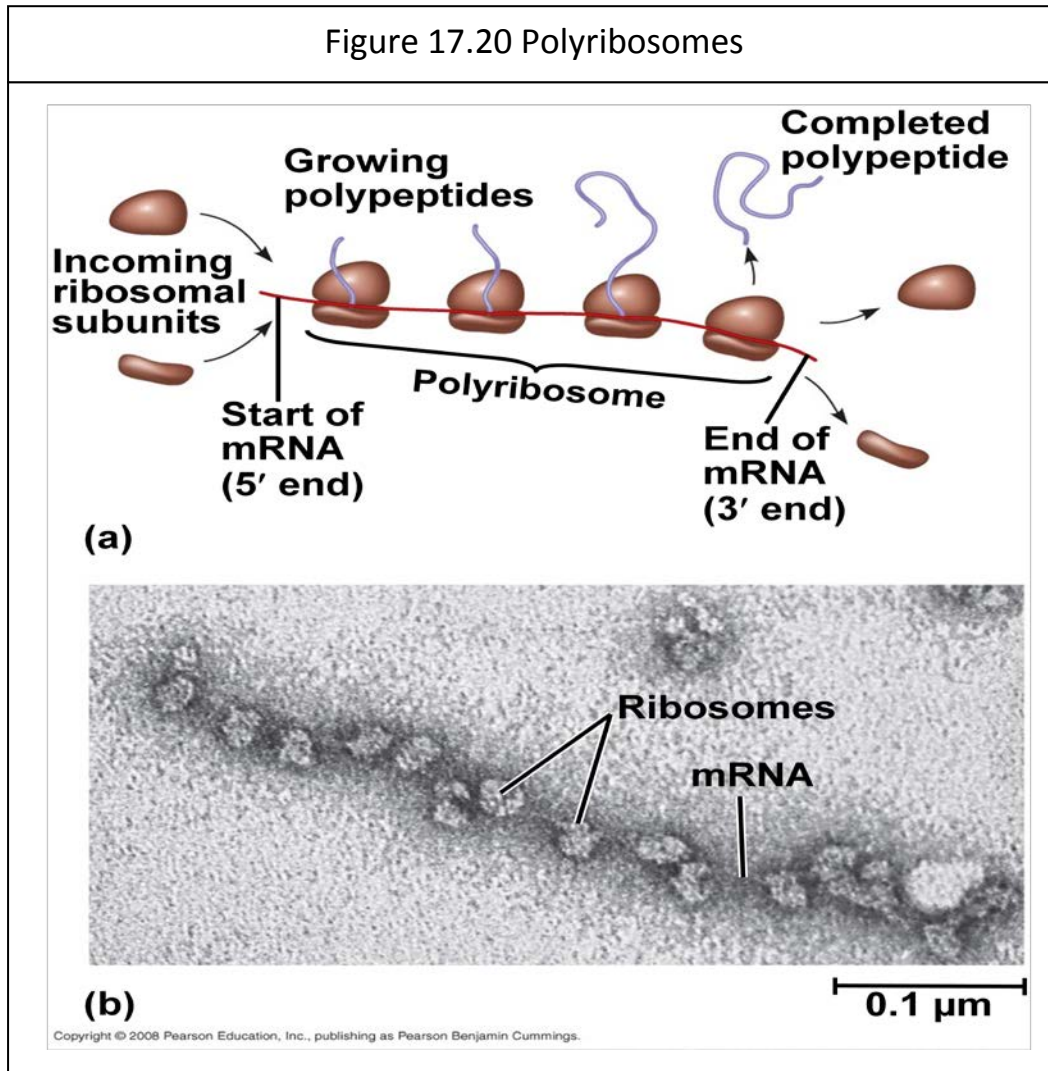 Figure 17.20 Polyribosomes
Completed
polypeptide
Growing
polypeptides
Incoming
ribosomal
subunits
Polyribosome
Start of
mRNA
(5′ end)
End of
mRNA
(3′ end)
(a)
Ribosomes
mRNA
(b)
0.1 µm
Copyright © 2008 Pearson Education, Inc., publishing as Pearson Benjamin Cummings.